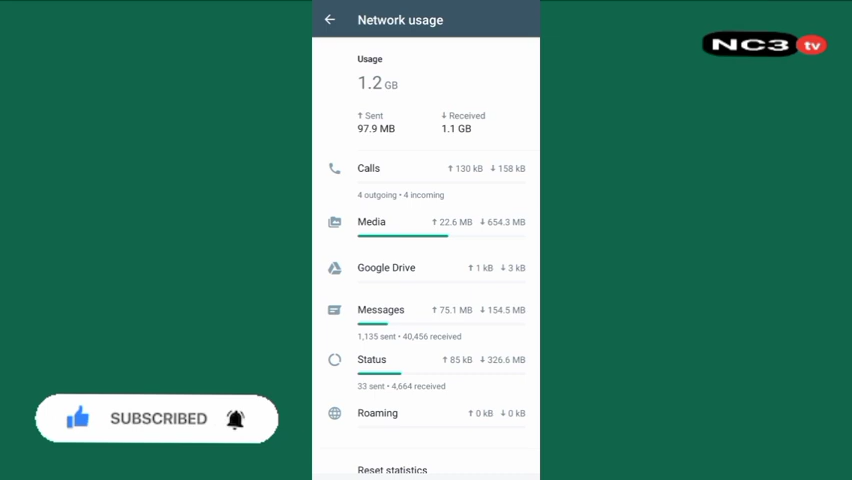 Network usage
NC3 tv
Usage
1.2 GB
↑ Sent ↓ Received
97.9 MB 1.1 GB
Calls ↑ 130 kB ↓ 158 kB
4 outgoing • 4 incoming
Media ↑ 22.6 MB ↓ 654.3 MB
Google Drive ↑ 1 kB ↓ 3 kB
Messages ↑ 75.1 MB ↓ 154.5 MB
1,135 sent • 40,456 received
Status ↑ 85 kB ↓ 326.6 MB
33 sent • 4,664 received
Roaming ↑ 0 kB ↓ 0 kB
SUBSCRIBED
Reset statistics